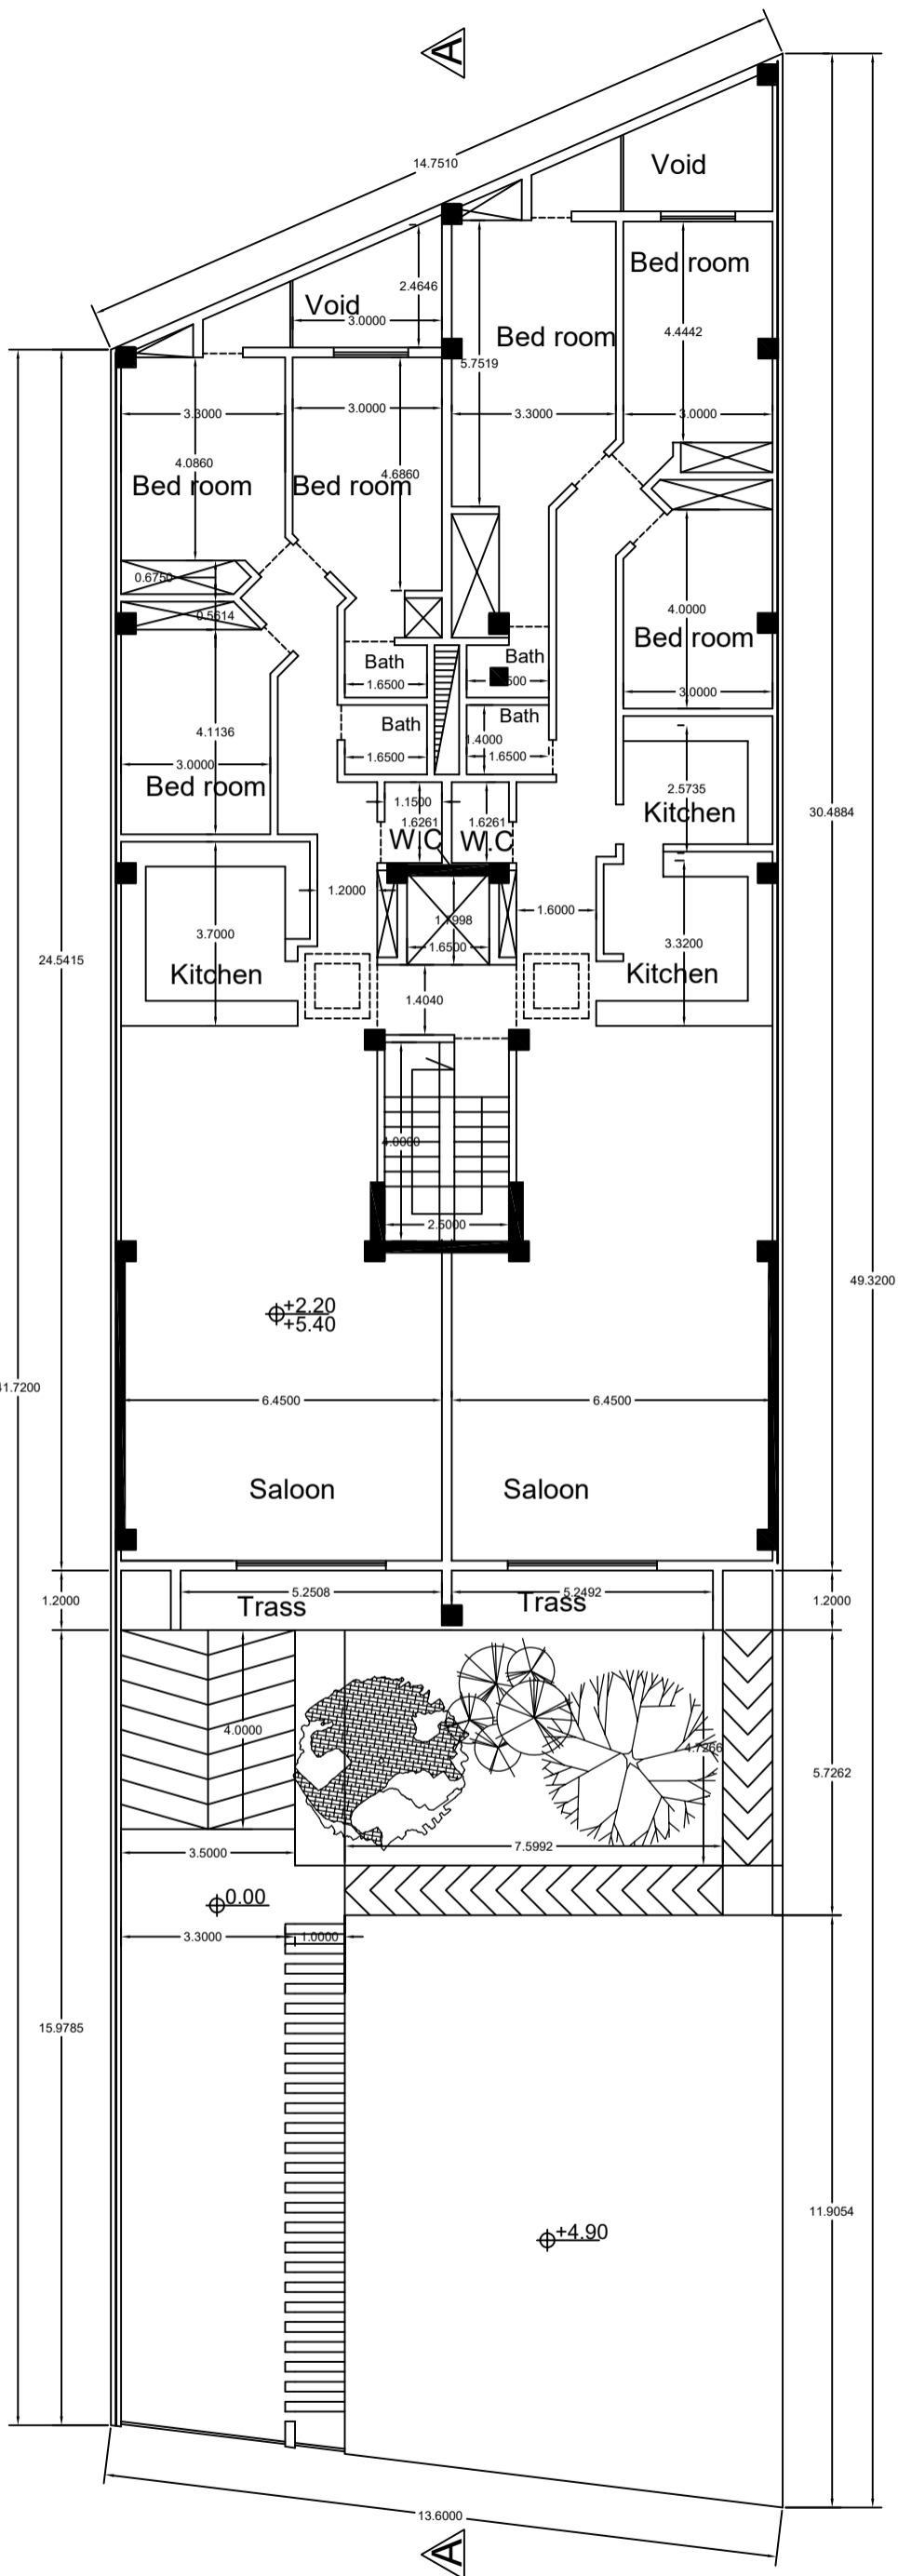 A
14.7510
Void
Bed room
2.4646
Void
3.0000
4.4442
Bed room
5.7519
3.3000
3.0000
3.3000
3.0000
4.0860
4.6860
Bed room
Bed room
0.6750
0.5614
4.0000
Bed room
3.0000
Bath
1.6500
Bath
4.1136
Bath
Bath
1.4000
1.6500
1.6500
3.0000
Bed room
2.5735
Kitchen
1.1500
1.6261
1.6261
W.C
W.C
30.4884
1.2000
1.6000
1.6500
3.7000
3.3200
24.5415
Kitchen
Kitchen
1.4040
4.0000
2.5000
49.3200
+2.20
+5.40
6.4500
6.4500
Saloon
Saloon
5.2508
5.2492
1.2000
1.2000
Trass
Trass
4.0000
5.7262
7.5992
3.5000
0.00
3.3000
1.0000
15.9785
11.9054
+4.90
13.6000
A